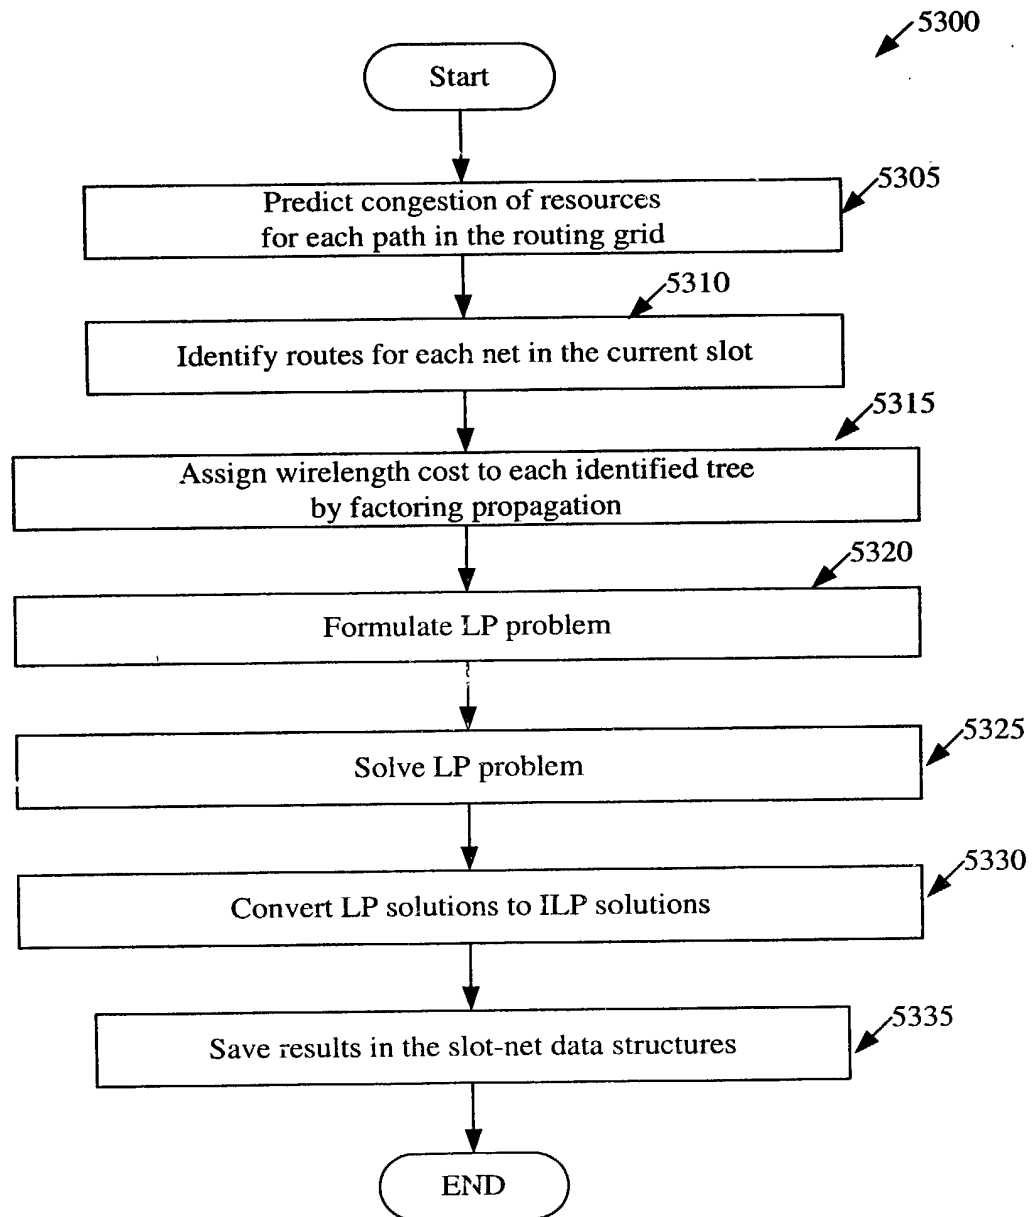 5300
Start
5305
Predict congestion of resources
for each path in the routing grid
5310
Identify routes for each net in the current slot
5315
Assign wirelength cost to each identified tree
by factoring propagation
5320
Formulate LP problem
5325
Solve LP problem
5330
Convert LP solutions to ILP solutions
5335
Save results in the slot-net data structures
END